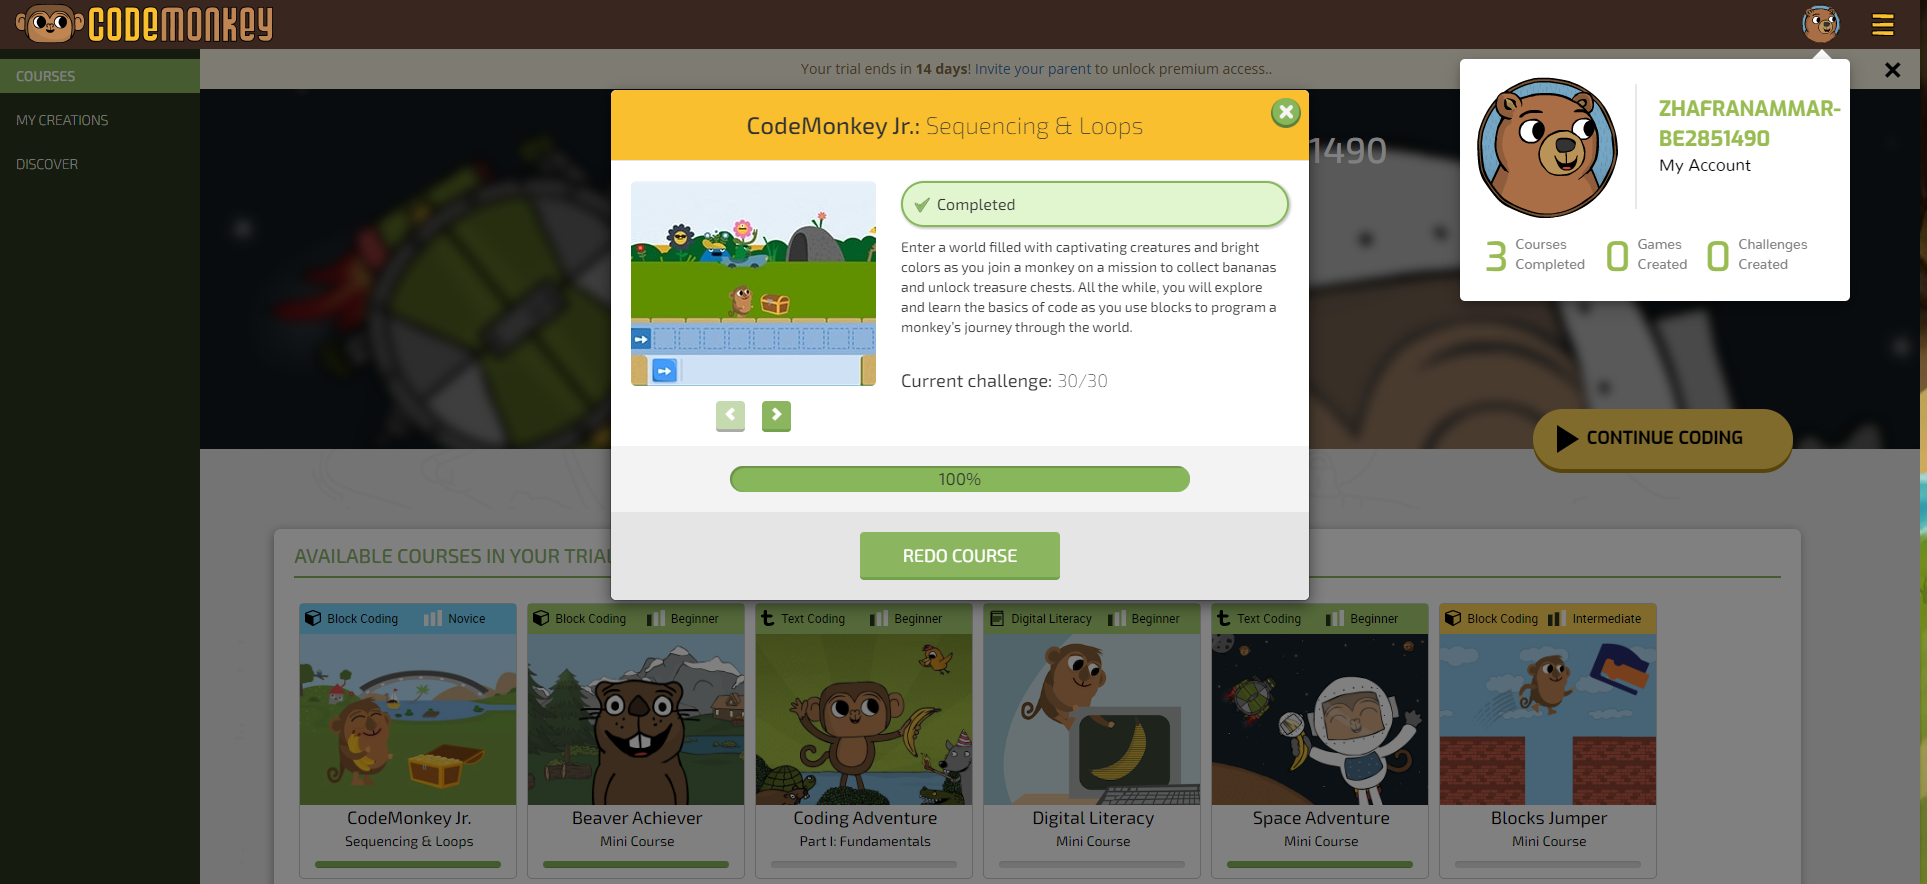 CODEMONKEY
COURSES
MY CREATIONS
DISCOVER
Your trial ends in 14 days! Invite your parent to unlock premium access..
1490
ZHAFRANAMMAR-
BE2851490
My Account
3 Courses Completed
0 Games Created
0 Challenges Created
CodeMonkey Jr.: Sequencing & Loops
Completed
Enter a world filled with captivating creatures and bright
colors as you join a monkey on a mission to collect bananas
and unlock treasure chests. All the while, you will explore
and learn the basics of code as you use blocks to program a
monkey's journey through the world.
Current challenge: 30/30
100%
REDO COURSE
CONTINUE CODING
AVAILABLE COURSES IN YOUR TRIAL
Block Coding Novice
CodeMonkey Jr.
Sequencing & Loops
Block Coding Beginner
Beaver Achiever
Mini Course
Text Coding Beginner
Coding Adventure
Part I: Fundamentals
Digital Literacy Beginner
Digital Literacy
Mini Course
Text Coding Beginner
Space Adventure
Mini Course
Block Coding Intermediate
Blocks Jumper
Mini Course